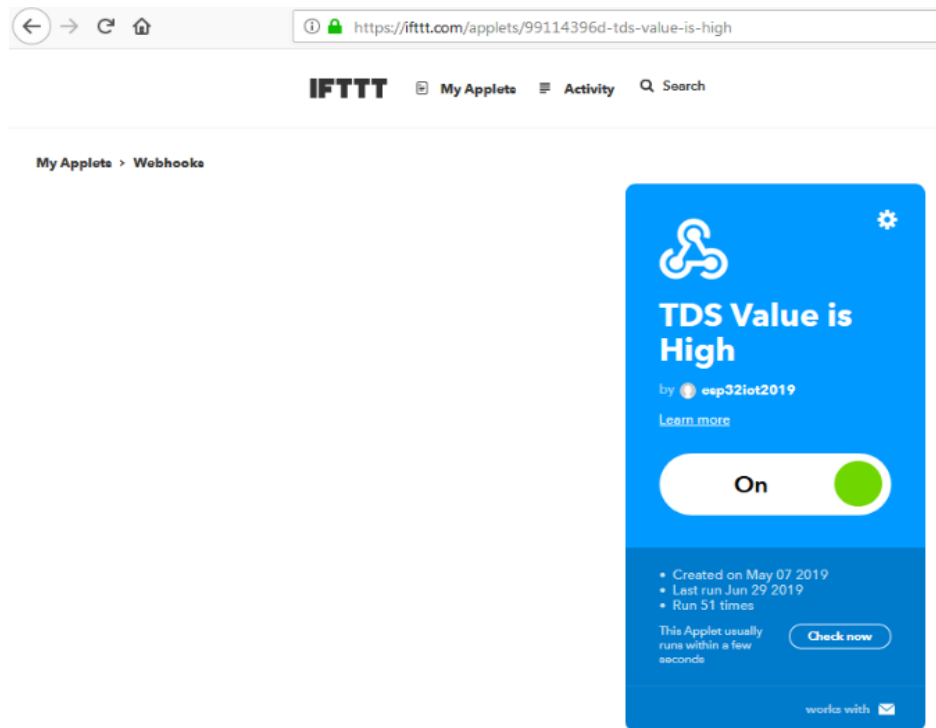 https://ifttt.com/applets/99114396d-tds-value-is-high
IFTTT My Applets Activity Search
My Applets > Webhooks
TDS Value is
High
by esp32iot2019
Learn more
On
• Created on May 07 2019
• Last run Jun 29 2019
• Run 51 times
This Applet usually
runs within a few
seconds
Check now
works with